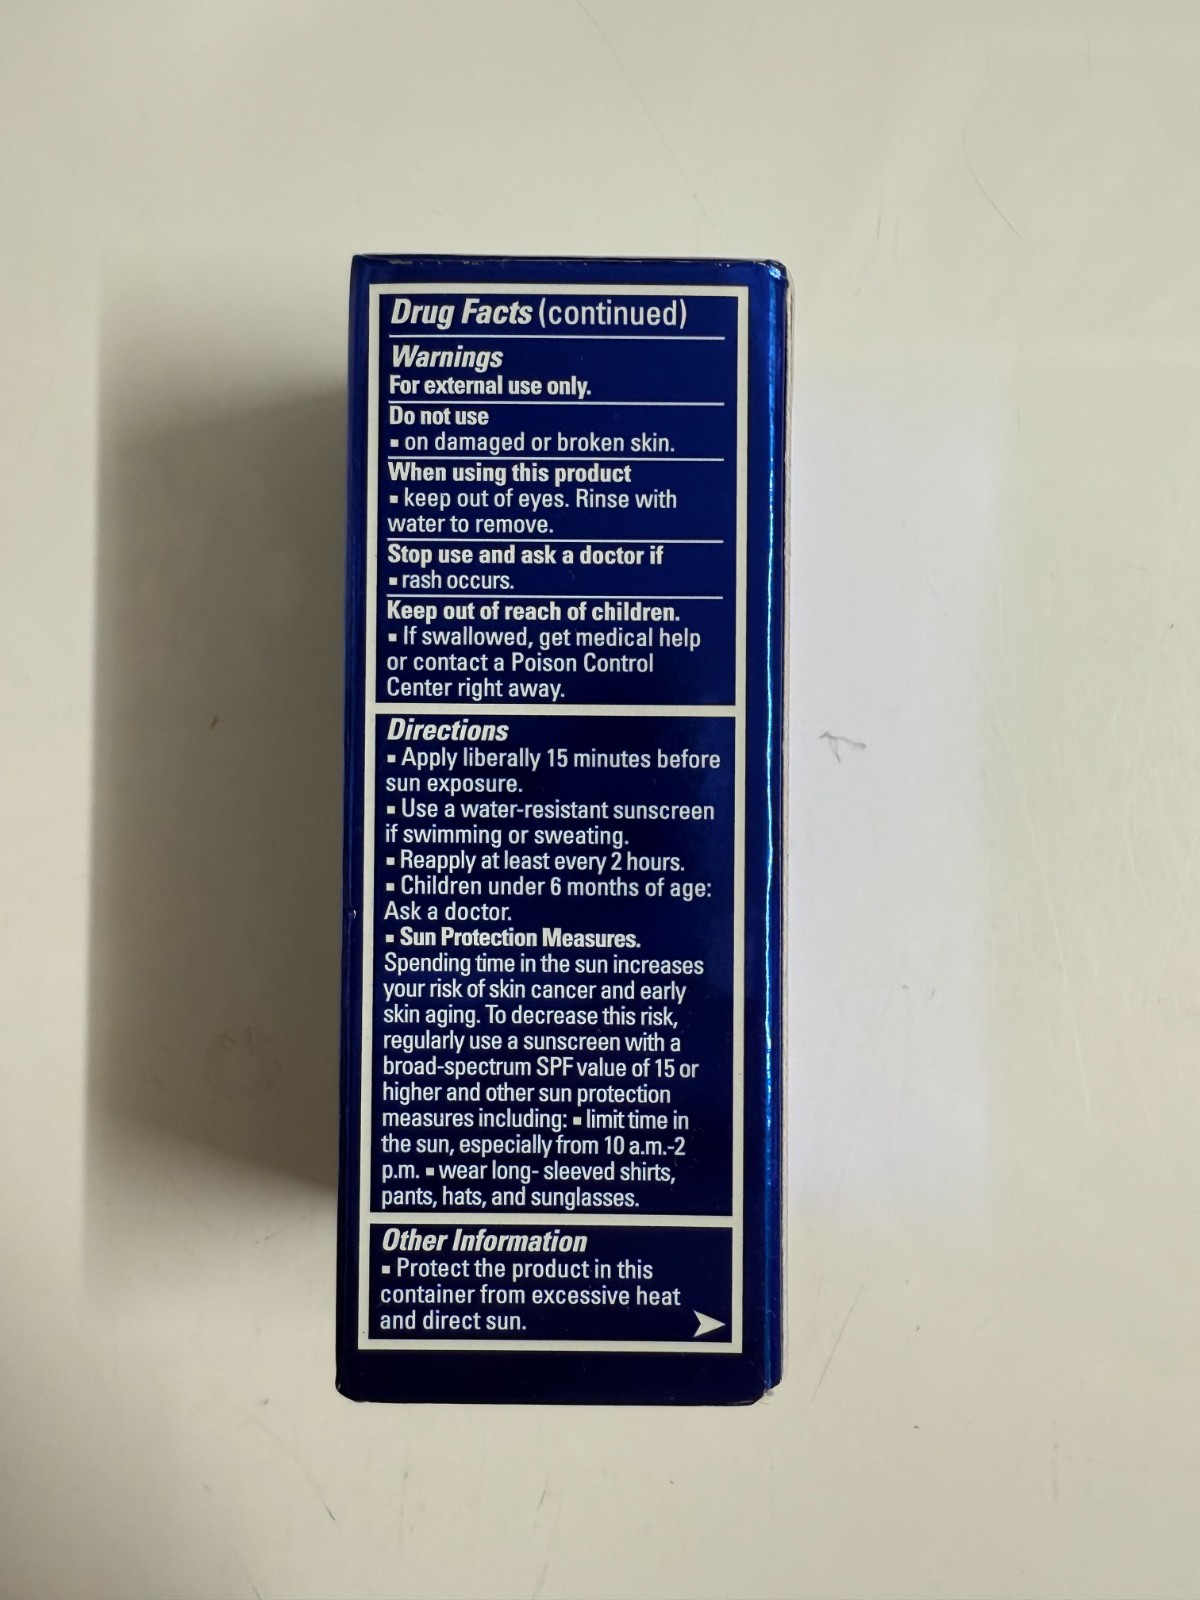 Drug Facts (continued)
Warnings
For external use only.
Do not use
▪ on damaged or broken skin.
When using this product
▪ keep out of eyes. Rinse with
water to remove.
Stop use and ask a doctor if
▪ rash occurs.
Keep out of reach of children.
▪ If swallowed, get medical help
or contact a Poison Control
Center right away.
Directions
▪ Apply liberally 15 minutes before
sun exposure.
▪ Use a water-resistant sunscreen
if swimming or sweating.
▪ Reapply at least every 2 hours.
▪ Children under 6 months of age:
Ask a doctor.
▪ Sun Protection Measures.
Spending time in the sun increases
your risk of skin cancer and early
skin aging. To decrease this risk,
regularly use a sunscreen with a
broad-spectrum SPF value of 15 or
higher and other sun protection
measures including: ▪ limit time in
the sun, especially from 10 a.m.-2
p.m. ▪ wear long- sleeved shirts,
pants, hats, and sunglasses.
Other Information
▪ Protect the product in this
container from excessive heat
and direct sun.